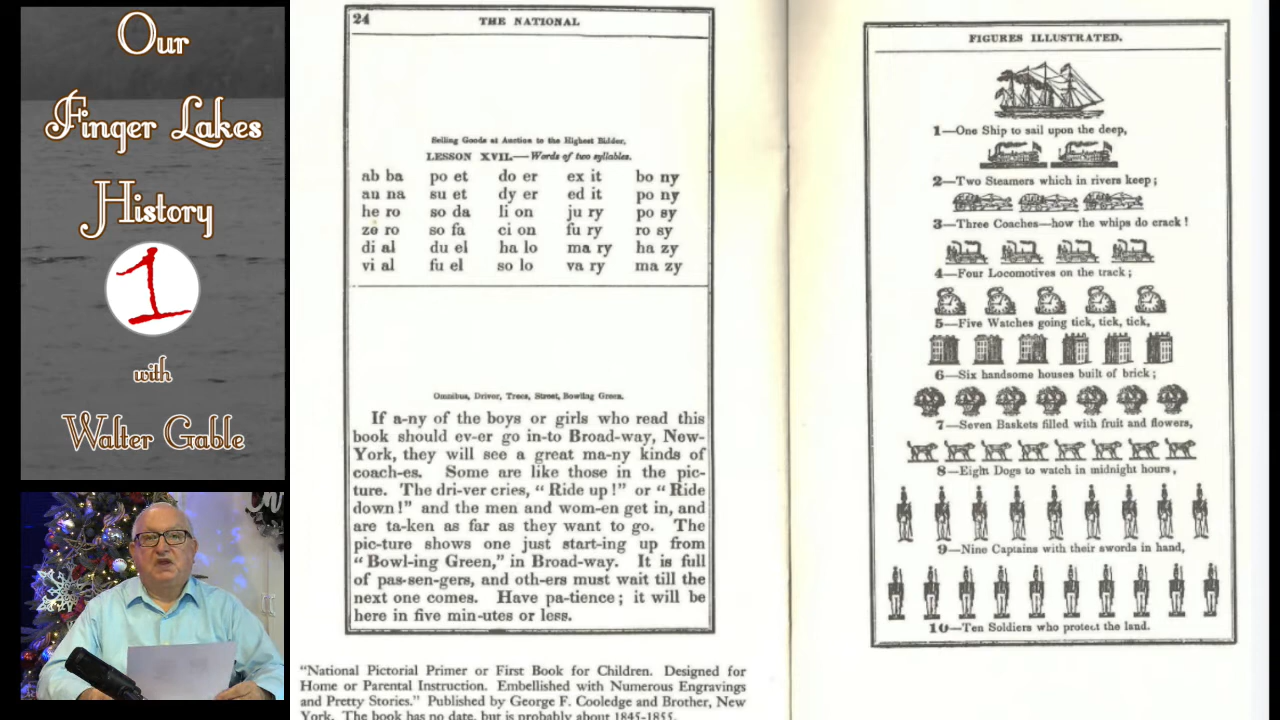 Our
Finger Lakes
History
1
with
Walter Gable
24 THE NATIONAL
Selling Goods at Auction to the Highest Bidder,
LESSON XVII.—Words of two syllables.
ab ba po et do er ex it bo ny
au na su et dy er ed it po ny
he ro so da li on ju ry po sy
ze ro so fa ci on fu ry ro sy
di al du el ha lo ma ry ha zy
vi al fu el so lo va ry ma zy
Omnibus, Driver, Trees, Street, Bowling Green.
If a-ny of the boys or girls who read this
book should ev-er go in-to Broad-way, New-
York, they will see a great ma-ny kinds of
coach-es. Some are like those in the pic-
ture. The dri-ver cries, “ Ride up !” or “ Ride
down !” and the men and wom-en get in, and
are ta-ken as far as they want to go. The
pic-ture shows one just start-ing up from
“ Bowl-ing Green,” in Broad-way. It is full
of pas-sen-gers, and oth-ers must wait till the
next one comes. Have pa-tience ; it will be
here in five min-utes or less.
“National Pictorial Primer or First Book for Children. Designed for
Home or Parental Instruction. Embellished with Numerous Engravings
and Pretty Stories.” Published by George F. Cooledge and Brother, New
York. The book has no date, but is probably about 1845-1855.
FIGURES ILLUSTRATED.
1—One Ship to sail upon the deep,
2—Two Steamers which in rivers keep ;
3—Three Coaches—how the whips do crack !
4—Four Locomotives on the track ;
5—Five Watches going tick, tick, tick,
6—Six handsome houses built of brick ;
7—Seven Baskets filled with fruit and flowers,
8—Eight Dogs to watch in midnight hours ,
9—Nine Captains with their swords in hand,
10—Ten Soldiers who protect the land.